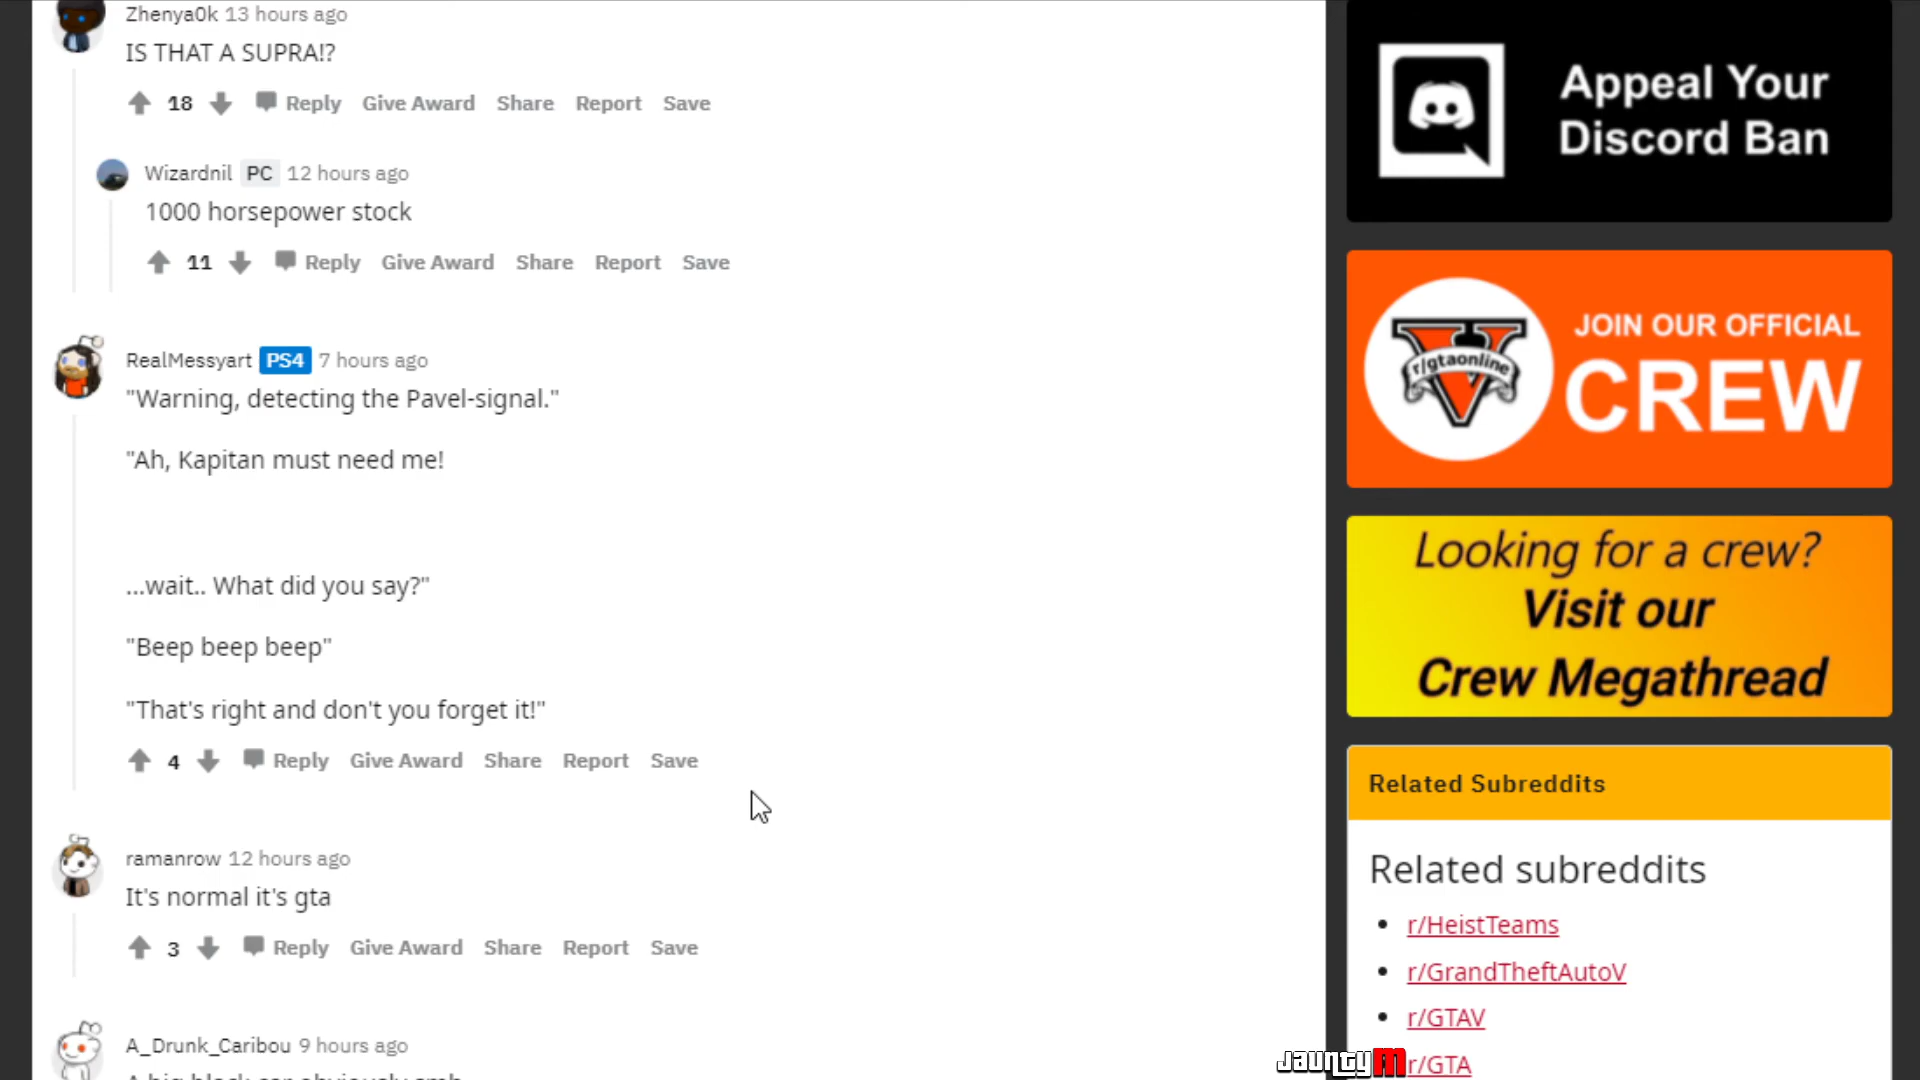 Zhenya0k 13 hours ago
IS THAT A SUPRA!?
18 Reply Give Award Share Report Save
Wizardnil PC 12 hours ago
1000 horsepower stock
11 Reply Give Award Share Report Save
RealMessyart PS4 7 hours ago
"Warning, detecting the Pavel-signal."
"Ah, Kapitan must need me!
...wait.. What did you say?"
"Beep beep beep"
"That's right and don't you forget it!"
4 Reply Give Award Share Report Save
ramanrow 12 hours ago
It's normal it's gta
3 Reply Give Award Share Report Save
A_Drunk_Caribou 9 hours ago
Appeal Your
Discord Ban
r/gtaonline
JOIN OUR OFFICIAL
CREW
Looking for a crew?
Visit our
Crew Megathread
Related Subreddits
Related subreddits
r/HeistTeams
r/GrandTheftAutoV
r/GTAV
r/GTA
JauntyM